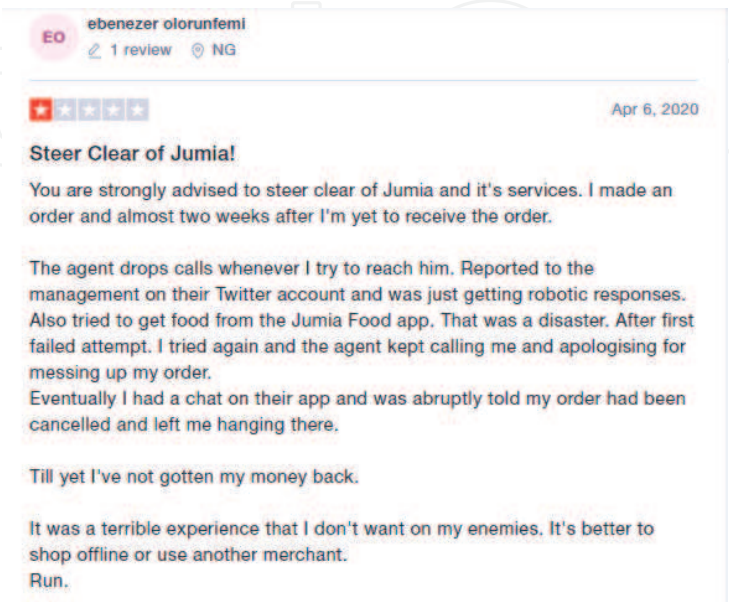 EO
ebenezer olorunfemi
1 review NG
Apr 6, 2020
Steer Clear of Jumia!
You are strongly advised to steer clear of Jumia and it's services. I made an
order and almost two weeks after I'm yet to receive the order.
The agent drops calls whenever I try to reach him. Reported to the
management on their Twitter account and was just getting robotic responses.
Also tried to get food from the Jumia Food app. That was a disaster. After first
failed attempt. I tried again and the agent kept calling me and apologising for
messing up my order.
Eventually I had a chat on their app and was abruptly told my order had been
cancelled and left me hanging there.
Till yet I've not gotten my money back.
It was a terrible experience that I don't want on my enemies. It's better to
shop offline or use another merchant.
Run.